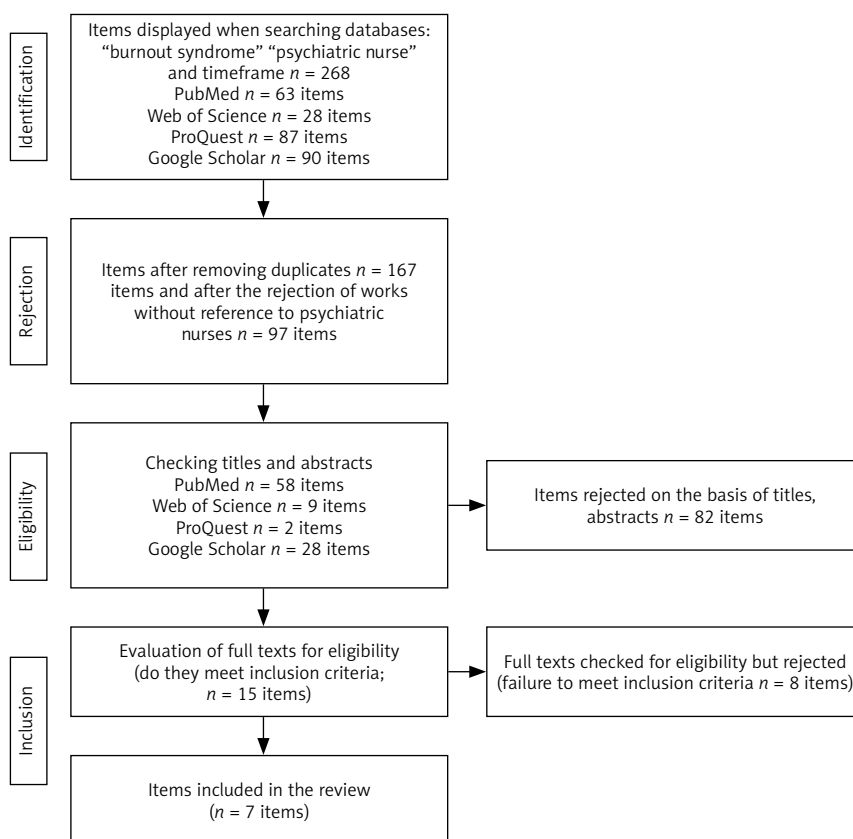 Identification
Items displayed when searching databases:
“burnout syndrome” “psychiatric nurse”
and timeframe n = 268
PubMed n = 63 items
Web of Science n = 28 items
ProQuest n = 87 items
Google Scholar n = 90 items
Rejection
Items after removing duplicates n = 167
items and after the rejection of works
without reference to psychiatric
nurses n = 97 items
Eligibility
Checking titles and abstracts
PubMed n = 58 items
Web of Science n = 9 items
ProQuest n = 2 items
Google Scholar n = 28 items
Items rejected on the basis of titles,
abstracts n = 82 items
Inclusion
Evaluation of full texts for eligibility
(do they meet inclusion criteria;
n = 15 items)
Full texts checked for eligibility but rejected
(failure to meet inclusion criteria n = 8 items)
Items included in the review
(n = 7 items)